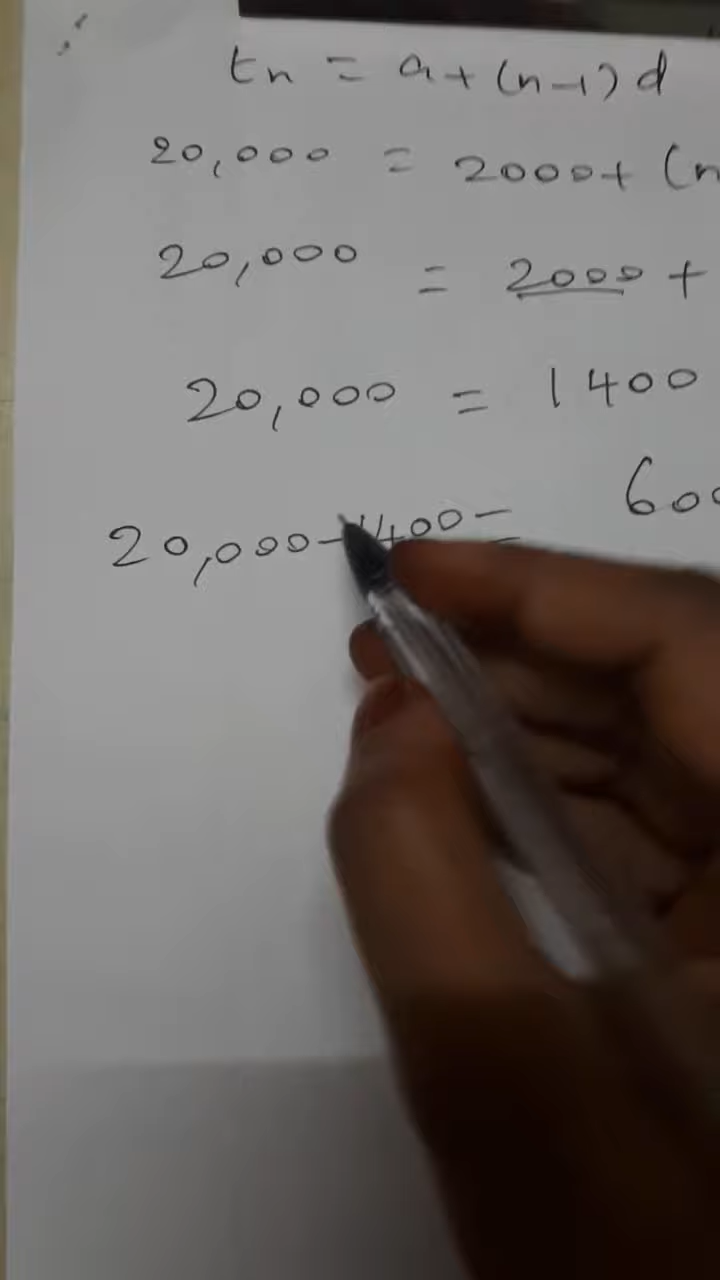 tn = a + (n-1) d
20,000 = 2000 + (n
20,000 = 2000 +
20,000 = 1400
20,000 - 1400 = 600